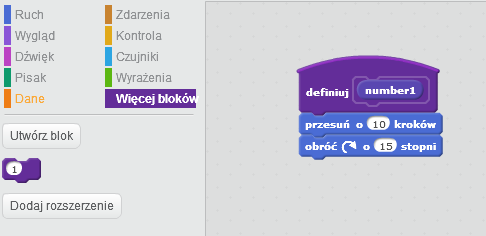 Ruch
Zdarzenia
Wygląd
Kontrola
Dźwięk
Czujniki
Pisak
Wyrażenia
Dane
Więcej bloków
Utwórz blok
1
Dodaj rozszerzenie
definiuj number1
przesuń o 10 kroków
obróć o 15 stopni